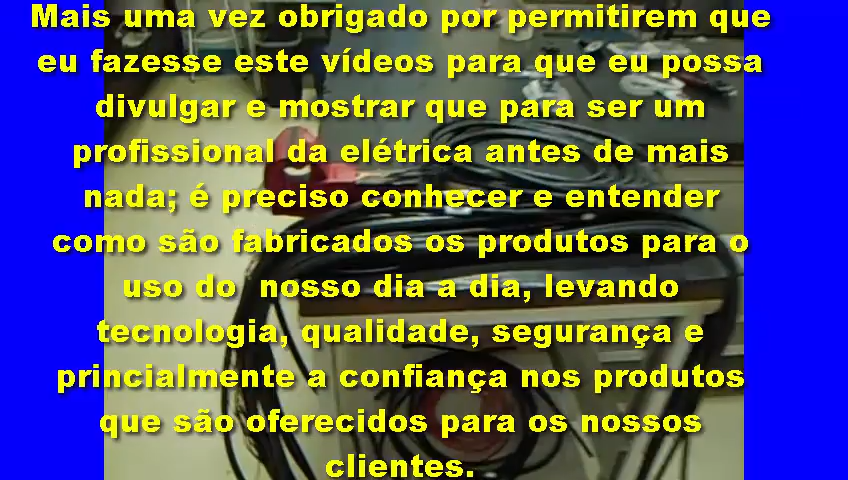 Mais uma vez obrigado por permitirem que
eu fazesse este vídeos para que eu possa
divulgar e mostrar que para ser um
profissional da elétrica antes de mais
nada; é preciso conhecer e entender
como são fabricados os produtos para o
uso do  nosso dia a dia, levando
tecnologia, qualidade, segurança e
princialmente a confiança nos produtos
que são oferecidos para os nossos
clientes.